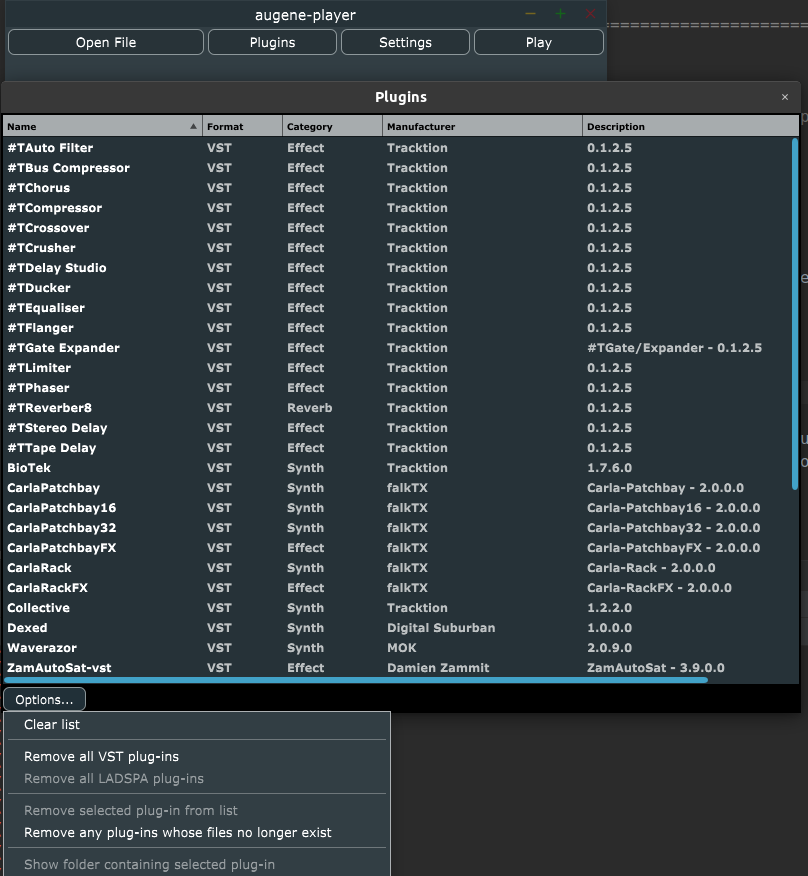 augene-player
Open File Plugins Settings Play
Plugins
Name Format Category Manufacturer Description
#TAuto Filter VST Effect Tracktion 0.1.2.5
#TBus Compressor VST Effect Tracktion 0.1.2.5
#TChorus VST Effect Tracktion 0.1.2.5
#TCompressor VST Effect Tracktion 0.1.2.5
#TCrossover VST Effect Tracktion 0.1.2.5
#TCrusher VST Effect Tracktion 0.1.2.5
#TDelay Studio VST Effect Tracktion 0.1.2.5
#TDucker VST Effect Tracktion 0.1.2.5
#TEqualiser VST Effect Tracktion 0.1.2.5
#TFlanger VST Effect Tracktion 0.1.2.5
#TGate Expander VST Effect Tracktion #TGate/Expander - 0.1.2.5
#TLimiter VST Effect Tracktion 0.1.2.5
#TPhaser VST Effect Tracktion 0.1.2.5
#TReverber8 VST Reverb Tracktion 0.1.2.5
#TStereo Delay VST Effect Tracktion 0.1.2.5
#TTape Delay VST Effect Tracktion 0.1.2.5
BioTek VST Synth Tracktion 1.7.6.0
CarlaPatchbay VST Synth falkTX Carla-Patchbay - 2.0.0.0
CarlaPatchbay16 VST Synth falkTX Carla-Patchbay16 - 2.0.0.0
CarlaPatchbay32 VST Synth falkTX Carla-Patchbay32 - 2.0.0.0
CarlaPatchbayFX VST Effect falkTX Carla-PatchbayFX - 2.0.0.0
CarlaRack VST Synth falkTX Carla-Rack - 2.0.0.0
CarlaRackFX VST Effect falkTX Carla-RackFX - 2.0.0.0
Collective VST Synth Tracktion 1.2.2.0
Dexed VST Synth Digital Suburban 1.0.0.0
Waverazor VST Synth MOK 2.0.9.0
ZamAutoSat-vst VST Effect Damien Zammit ZamAutoSat - 3.9.0.0
Options...
Clear list
Remove all VST plug-ins
Remove all LADSPA plug-ins
Remove selected plug-in from list
Remove any plug-ins whose files no longer exist
Show folder containing selected plug-in